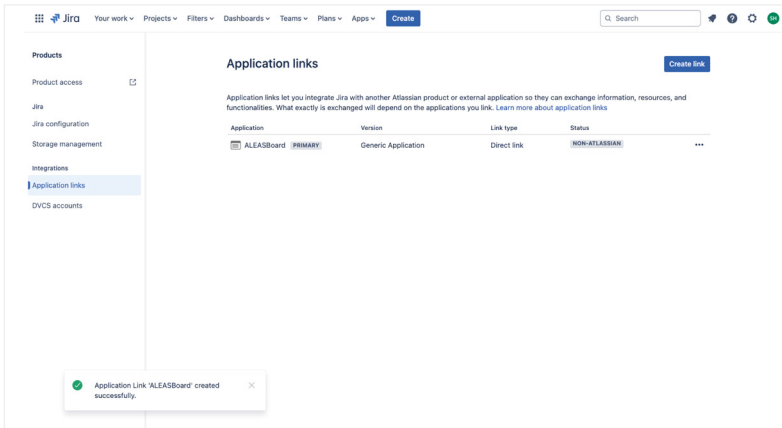 Jira Your work Projects Filters Dashboards Teams Plans Apps Create Search SH
Products
Product access
Jira
Jira configuration
Storage management
Integrations
Application links
DVCS accounts
Application links
Create link
Application links let you integrate Jira with another Atlassian product or external application so they can exchange information, resources, and
functionalities. What exactly is exchanged will depend on the applications you link. Learn more about application links
Application Version Link type Status
ALEASBoard PRIMARY Generic Application Direct link NON-ATLASSIAN
Application Link 'ALEASBoard' created
successfully.